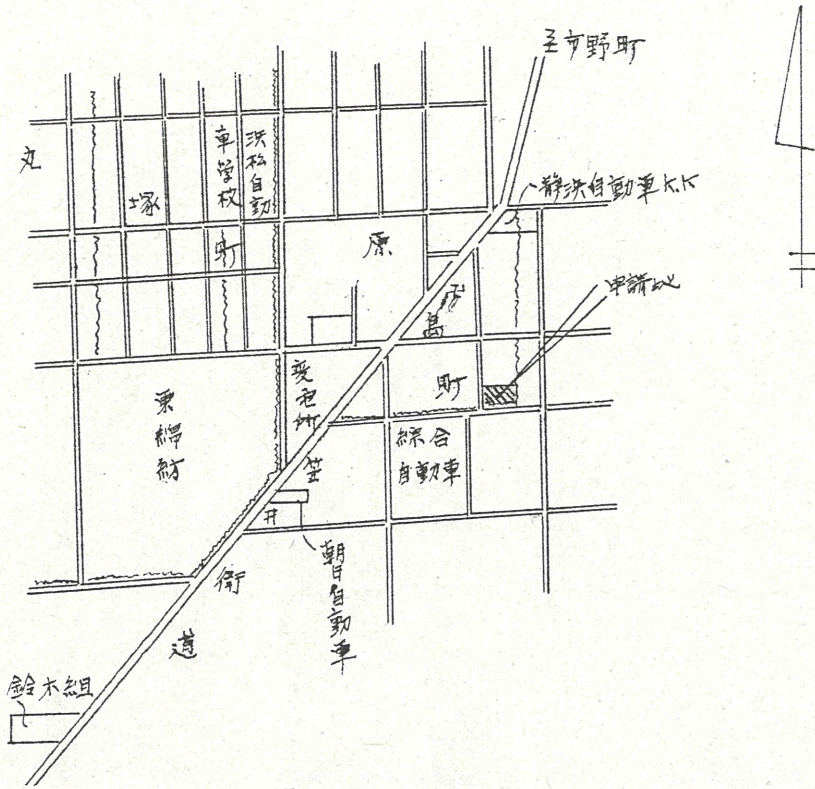 至市野町
静浜自動車K.K
申請地
丸塚町
浜松自動
車学校
原島町
変電所
東綿紡
綜合
自動車
笠井街道
朝日自動車
鈴木組